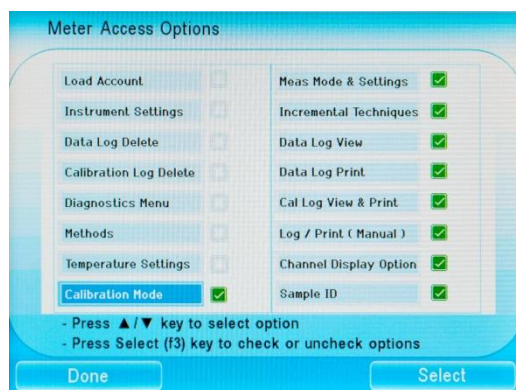 Meter Access Options
Load Account
Instrument Settings
Data Log Delete
Calibration Log Delete
Diagnostics Menu
Methods
Temperature Settings
Calibration Mode
Meas Mode & Settings
Incremental Techniques
Data Log View
Data Log Print
Cal Log View & Print
Log / Print ( Manual )
Channel Display Option
Sample ID
- Press ▲/▼ key to select option
- Press Select (f3) key to check or uncheck options
Done
Select